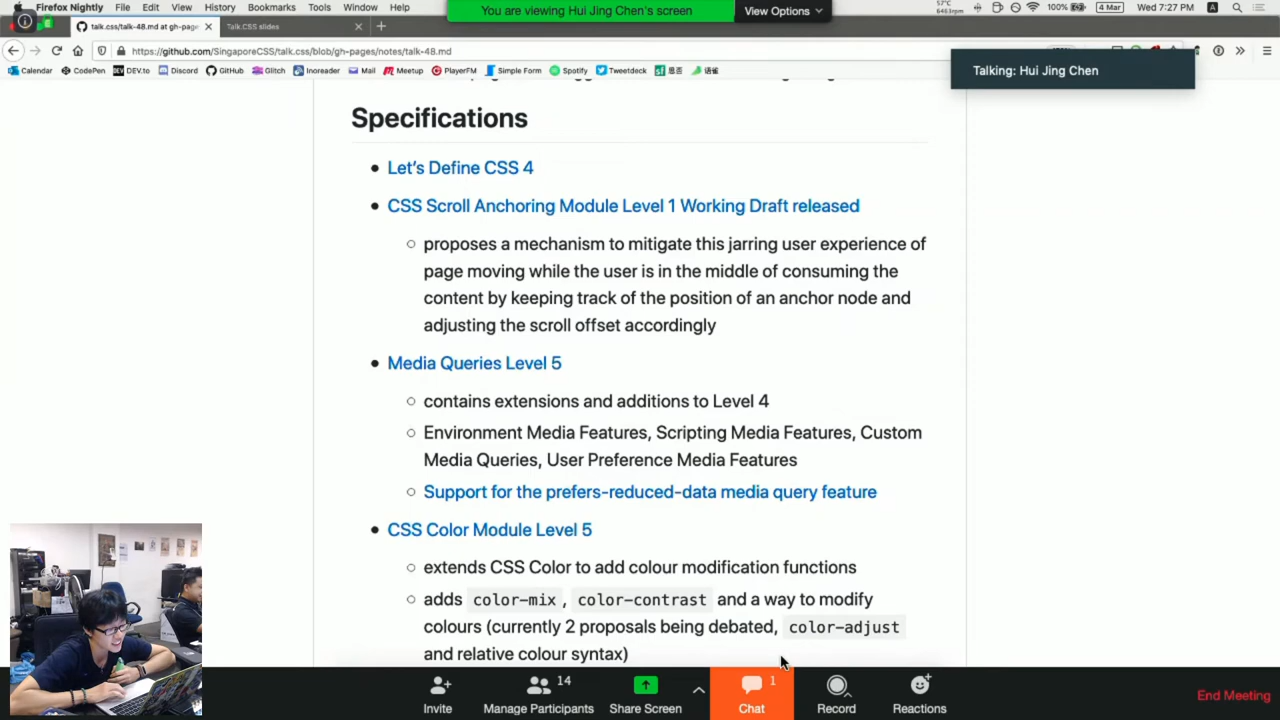 Firefox Nightly File Edit View History Bookmarks Tools Window Help
You are viewing Hui Jing Chen's screen
View Options
57°C
100%
4 Mar
Wed 7:27 PM
A
talk.css/talk-48.md at gh-page
Talk.CSS slides
https://github.com/SingaporeCSS/talk.css/blob/gh-pages/notes/talk-48.md
Calendar CodePen DEV.to Discord GitHub Glitch Inoreader Mail Meetup PlayerFM Simple Form Spotify Tweetdeck 是否 语雀
Talking: Hui Jing Chen
Specifications
Let's Define CSS 4
CSS Scroll Anchoring Module Level 1 Working Draft released
proposes a mechanism to mitigate this jarring user experience of
page moving while the user is in the middle of consuming the
content by keeping track of the position of an anchor node and
adjusting the scroll offset accordingly
Media Queries Level 5
contains extensions and additions to Level 4
Environment Media Features, Scripting Media Features, Custom
Media Queries, User Preference Media Features
Support for the prefers-reduced-data media query feature
CSS Color Module Level 5
extends CSS Color to add colour modification functions
adds color-mix, color-contrast and a way to modify
colours (currently 2 proposals being debated, color-adjust
and relative colour syntax)
Invite
14
Manage Participants
Share Screen
1
Chat
Record
Reactions
End Meeting